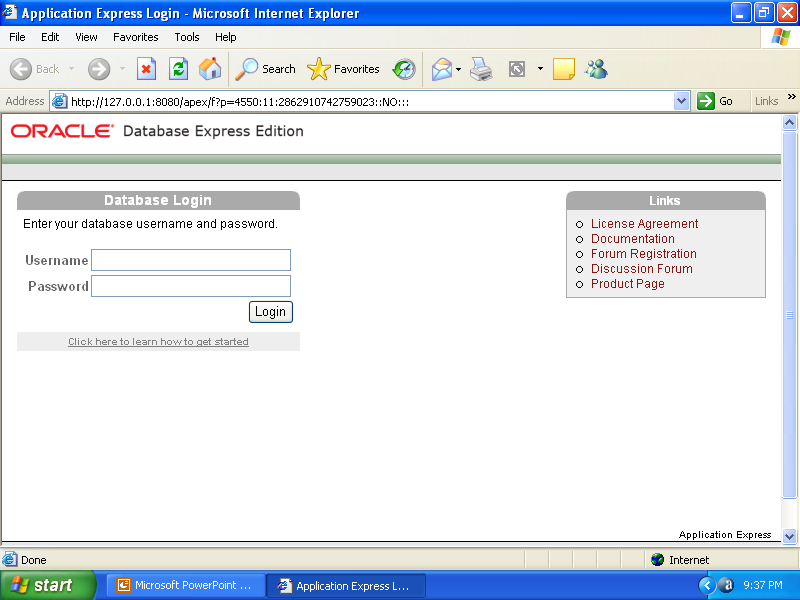 Application Express Login - Microsoft Internet Explorer
File Edit View Favorites Tools Help
Back Search Favorites
Address http://127.0.0.1:8080/apex/f?p=4550:11:2862910742759023::NO::: Go Links »
ORACLE® Database Express Edition
Database Login
Enter your database username and password.
Username
Password
Login
Click here to learn how to get started
Links
License Agreement
Documentation
Forum Registration
Discussion Forum
Product Page
Application Express
Done Internet
start Microsoft PowerPoint ... Application Express L... a 9:37 PM